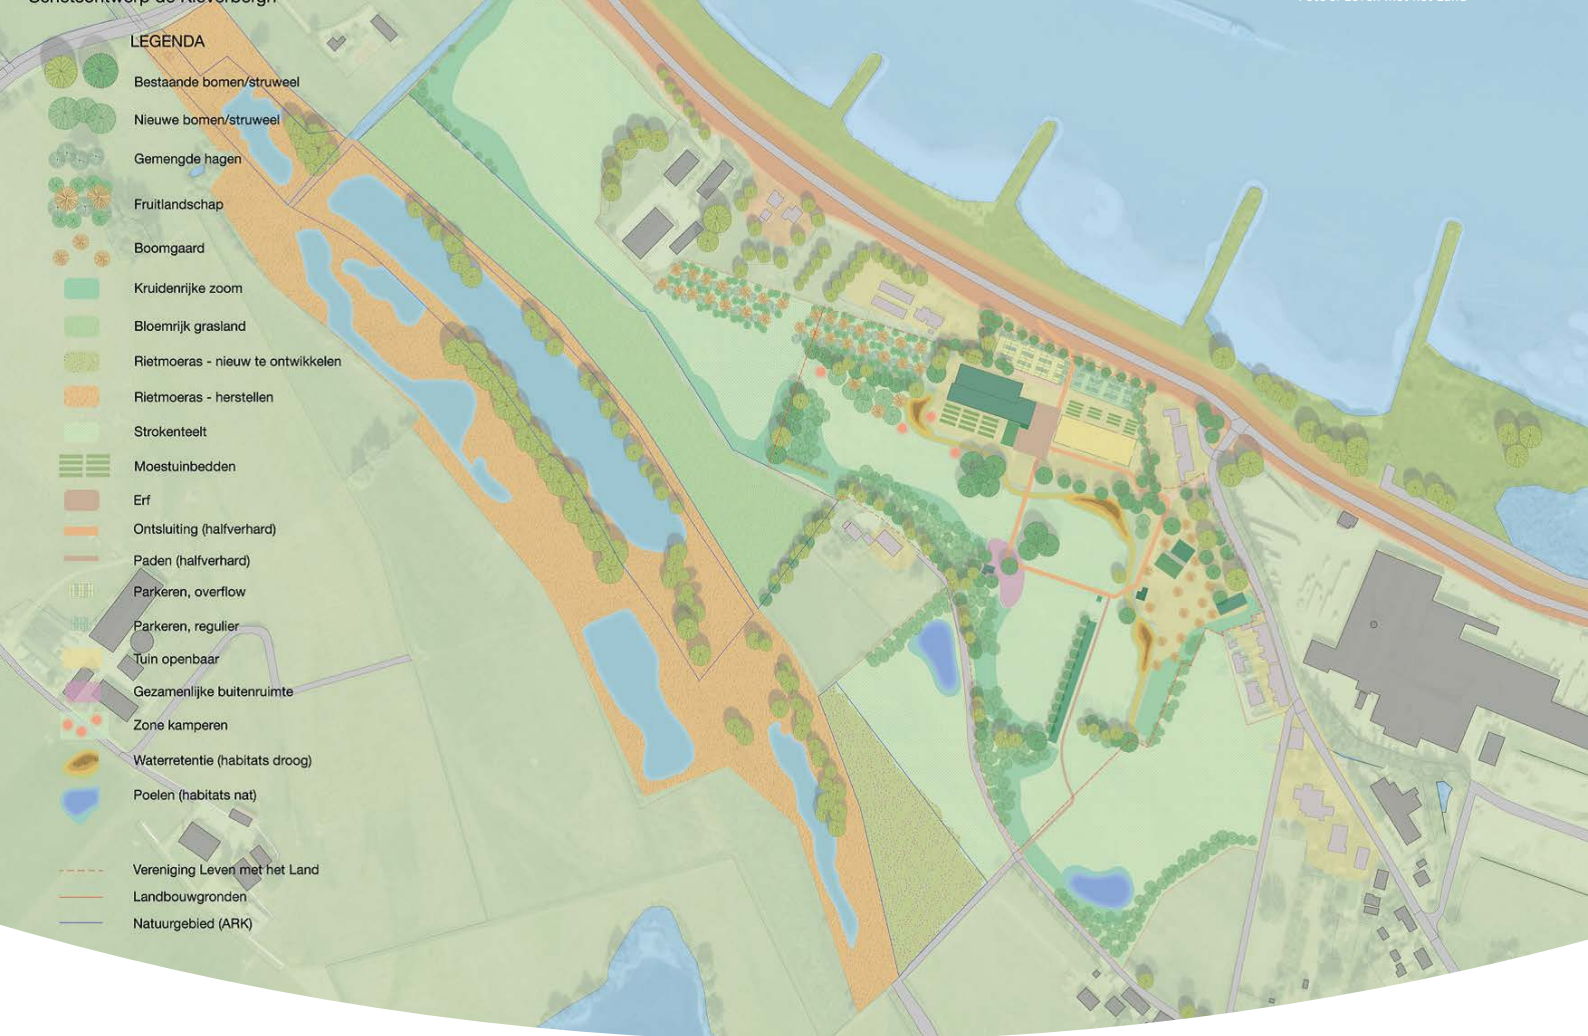 LEGENDA
Bestaande bomen/struweel
Nieuwe bomen/struweel
Gemengde hagen
Fruitlandschap
Boomgaard
Kruidenrijke zoom
Bloemrijk grasland
Rietmoeras - nieuw te ontwikkelen
Rietmoeras - herstellen
Strokenteelt
Moestuinbedden
Erf
Ontsluiting (halfverhard)
Paden (halfverhard)
Parkeren, overflow
Parkeren, regulier
Tuin openbaar
Gezamenlijke buitenruimte
Zone kamperen
Waterretentie (habitats droog)
Poelen (habitats nat)
Vereniging Leven met het Land
Landbouwgronden
Natuurgebied (ARK)